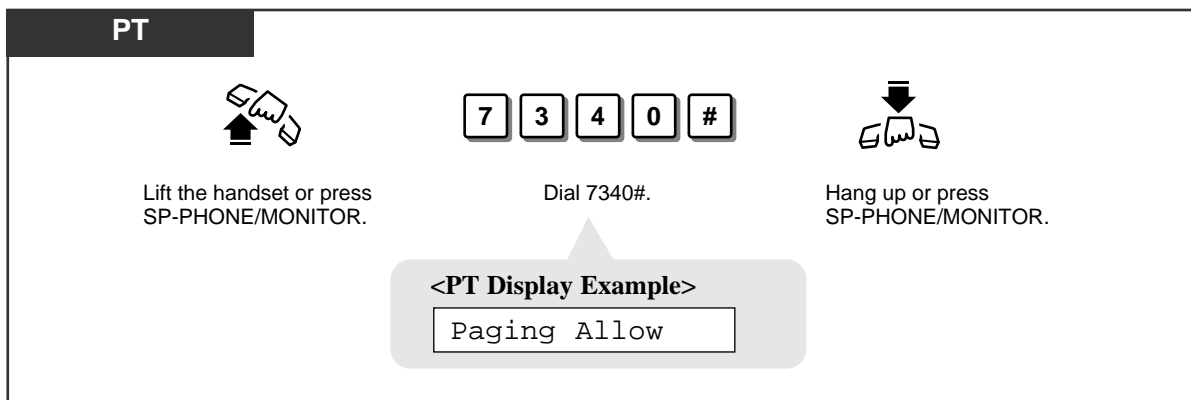 PT
7 3 4 0 #
Lift the handset or press
SP-PHONE/MONITOR.
Dial 7340#.
Hang up or press
SP-PHONE/MONITOR.
<PT Display Example>
Paging Allow